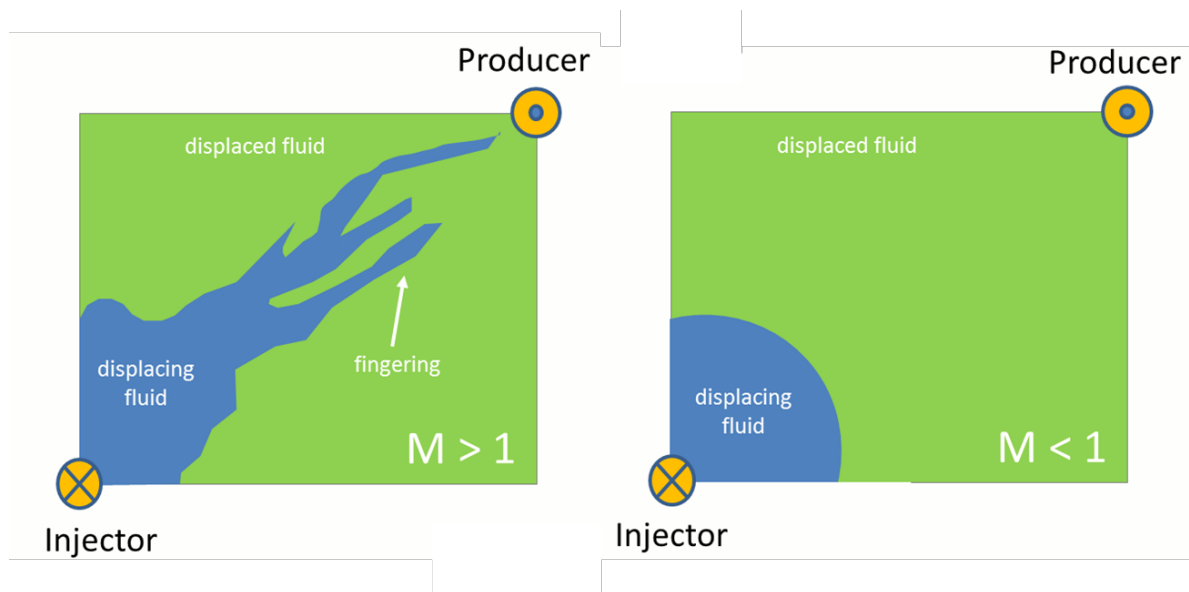 Producer
displaced fluid
fingering
displacing
fluid
M > 1
Injector
Producer
displaced fluid
displacing
fluid
M < 1
Injector